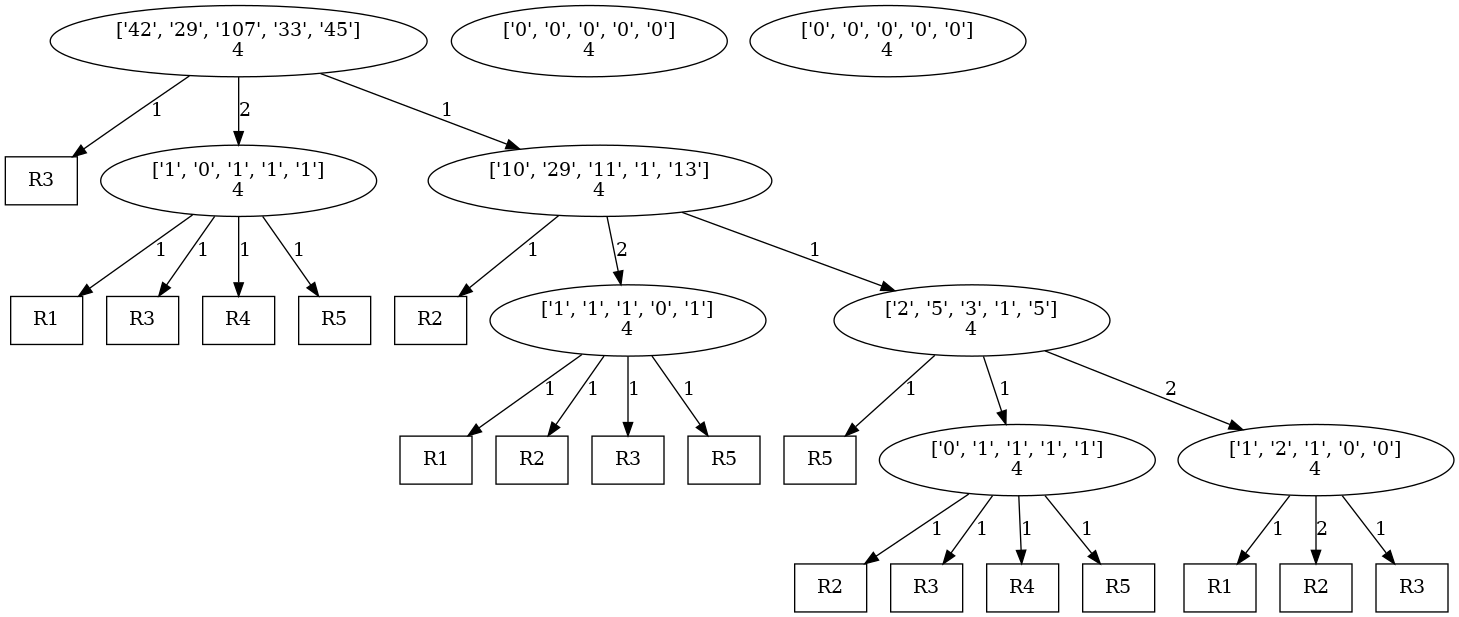 ['42', '29', '107', '33', '45']
4
['0', '0', '0', '0', '0']
4
['0', '0', '0', '0', '0']
4
1
2
1
R3
['1', '0', '1', '1', '1']
4
['10', '29', '11', '1', '13']
4
1
1
1
1
1
2
1
R1
R3
R4
R5
R2
['1', '1', '1', '0', '1']
4
['2', '5', '3', '1', '5']
4
1
1
1
1
1
1
2
R1
R2
R3
R5
R5
['0', '1', '1', '1', '1']
4
['1', '2', '1', '0', '0']
4
1
1
1
1
1
2
1
R2
R3
R4
R5
R1
R2
R3